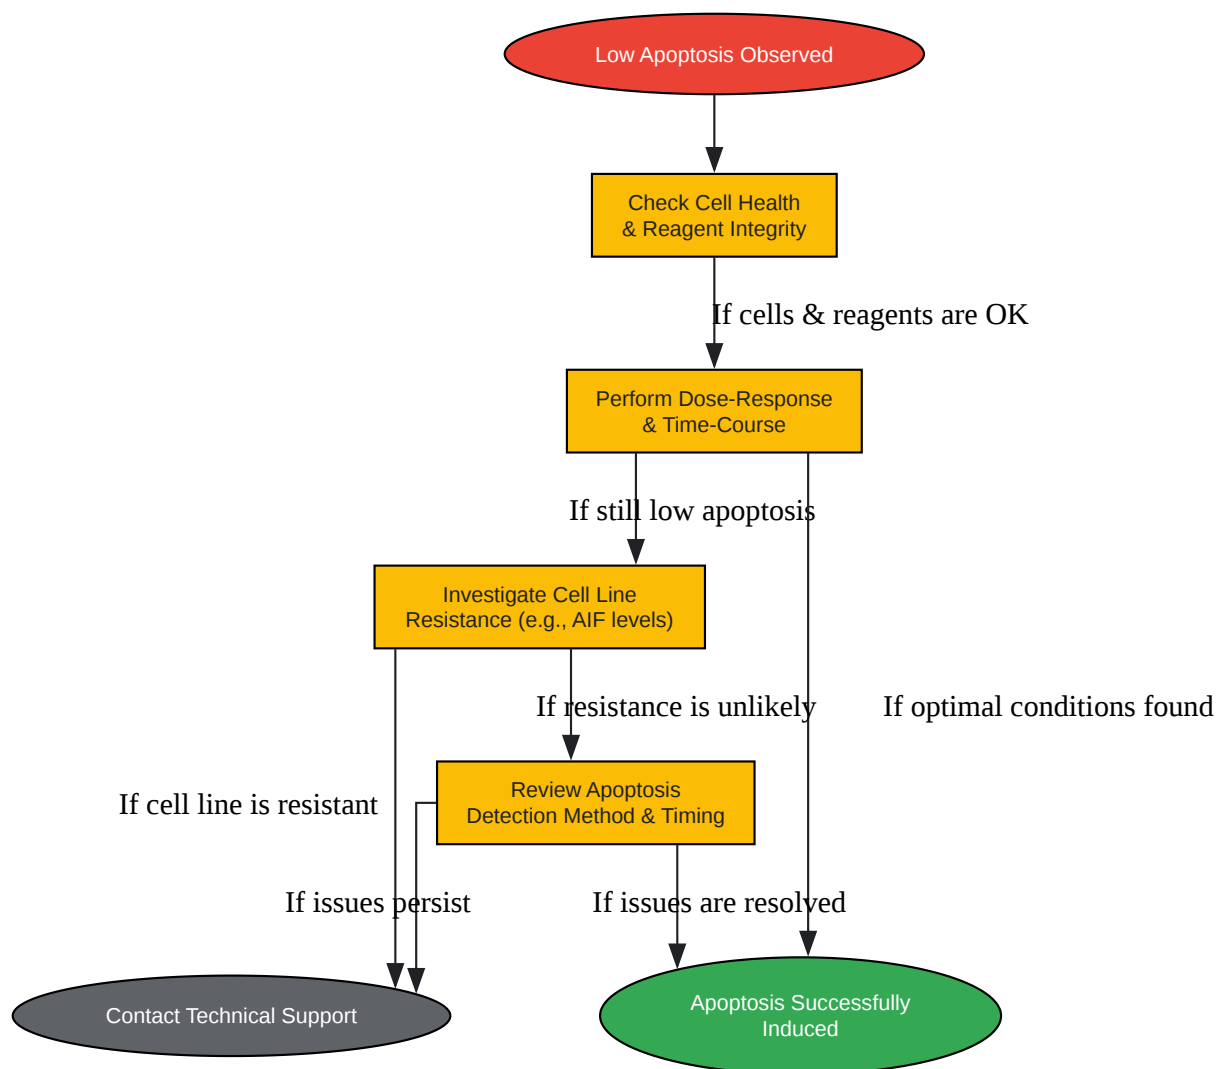 Low Apoptosis Observed
Check Cell Health
& Reagent Integrity
If cells & reagents are OK
Perform Dose-Response
& Time-Course
If still low apoptosis
Investigate Cell Line
Resistance (e.g., AIF levels)
If resistance is unlikely
If optimal conditions found
Review Apoptosis
Detection Method & Timing
If cell line is resistant
If issues persist
If issues are resolved
Contact Technical Support
Apoptosis Successfully
Induced